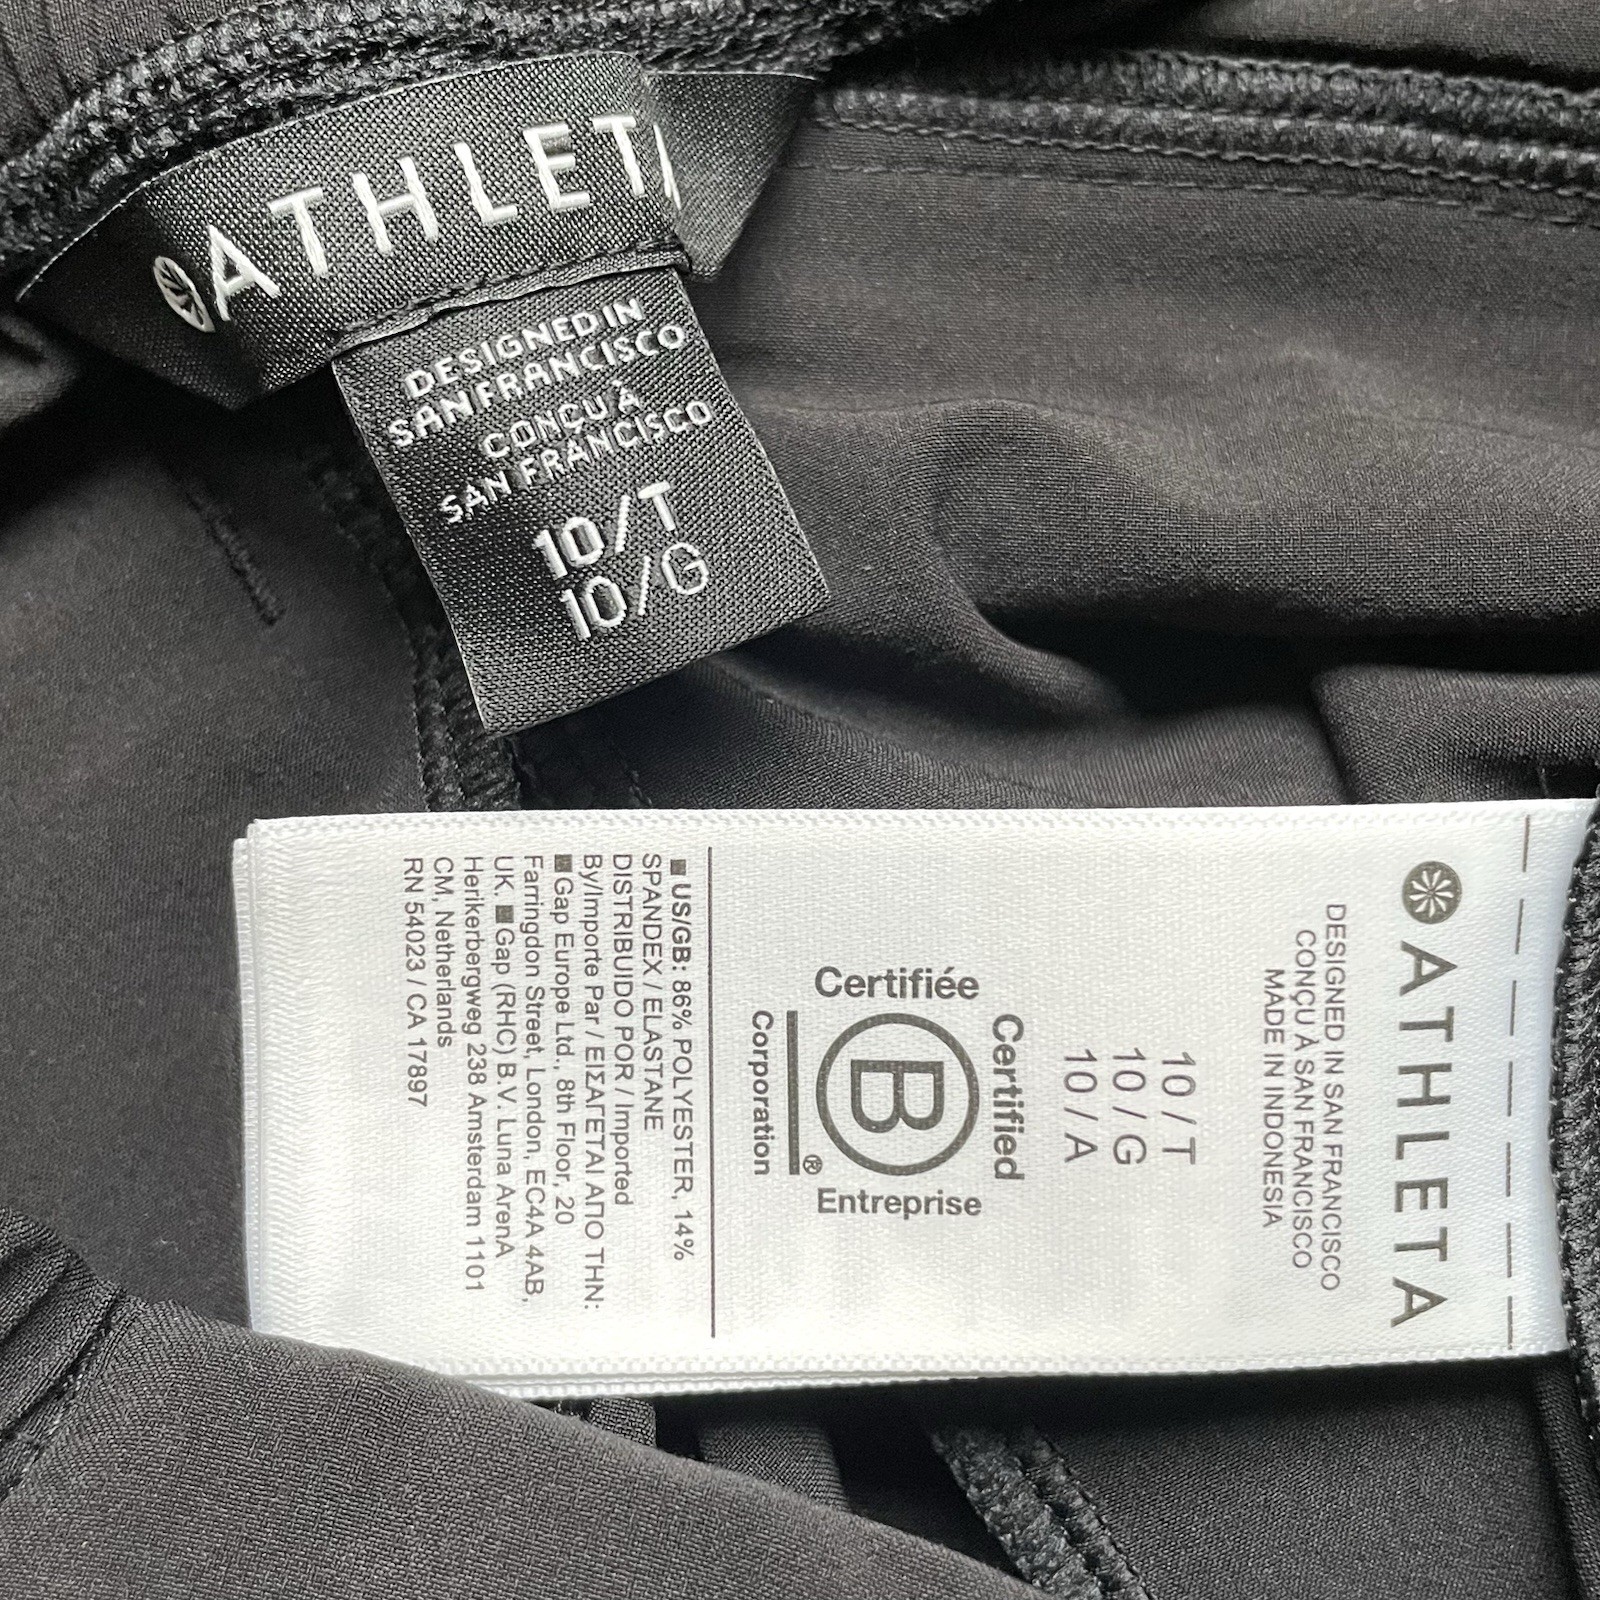 ATHLETA
DESIGNED IN
SAN FRANCISCO
CONÇU À
SAN FRANCISCO
10/T
10/G
ATHLETA
DESIGNED IN SAN FRANCISCO
CONÇU À SAN FRANCISCO
MADE IN INDONESIA
10 / T
10 / G
10 / A
Certified
Certifiée
B
Entreprise
®
Corporation
■US/GB: 86% POLYESTER, 14%
SPANDEX / ELASTANE
DISTRIBUIDO POR / Imported
By/Importe Par / ΕΙΣΑΓΕΤΑΙ ΑΠΟ ΤΗΝ:
■Gap Europe Ltd., 8th Floor, 20
Farringdon Street, London, EC4A 4AB,
UK. ■Gap (RHC) B.V. Luna ArenA
Herikerbergweg 238 Amsterdam 1101
CM, Netherlands
RN 54023 / CA 17897